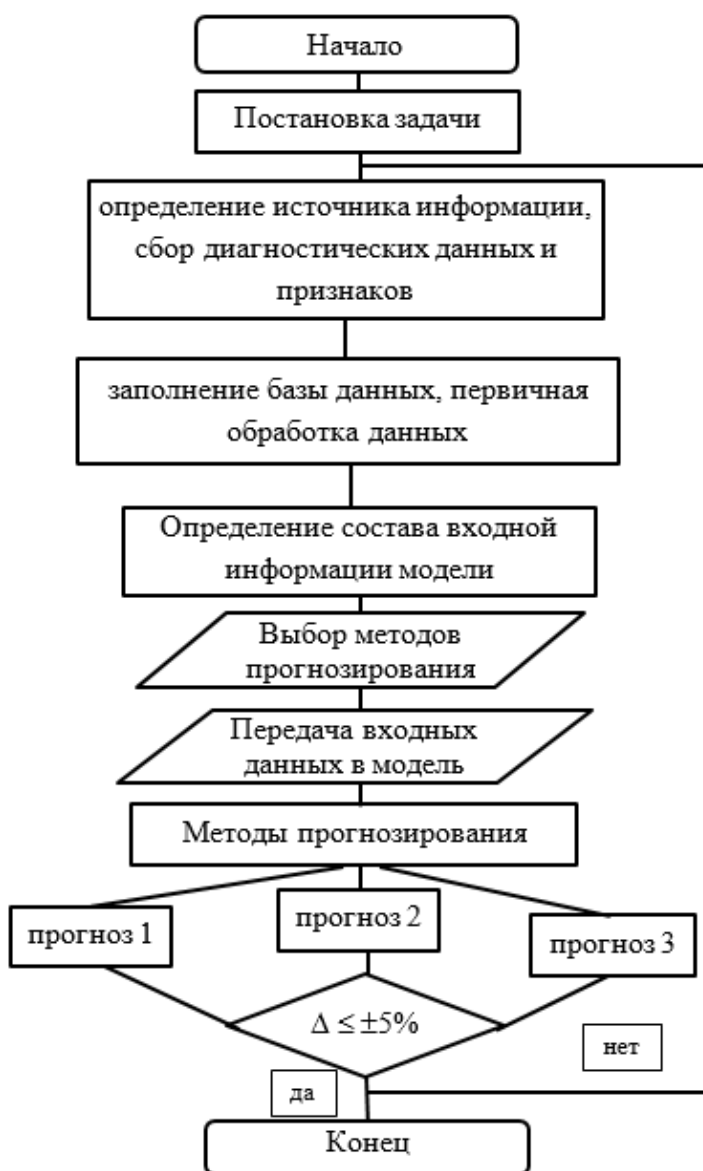 Начало
Постановка задачи
определение источника информации,
сбор диагностических данных и
признаков
заполнение базы данных, первичная
обработка данных
Определение состава входной
информации модели
Выбор методов
прогнозирования
Передача входных
данных в модель
Методы прогнозирования
прогноз 1
прогноз 2
прогноз 3
Δ ≤ ±5%
нет
да
Конец